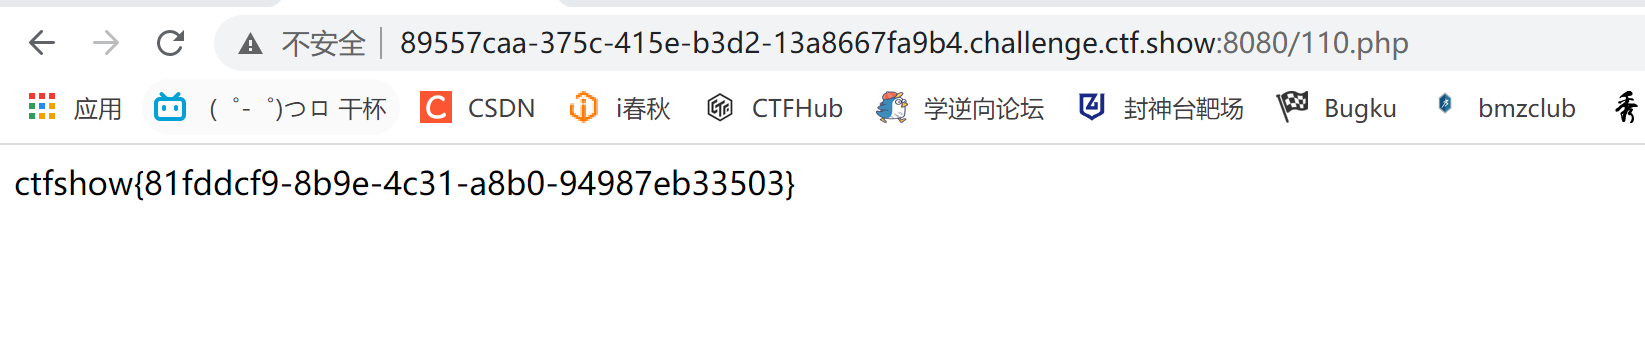 不安全 89557caa-375c-415e-b3d2-13a8667fa9b4.challenge.ctf.show:8080/110.php
应用 (゜-゜)つロ 干杯 CSDN i春秋 CTFHub 学逆向论坛 封神台靶场 Bugku bmzclub 秀
ctfshow{81fddcf9-8b9e-4c31-a8b0-94987eb33503}